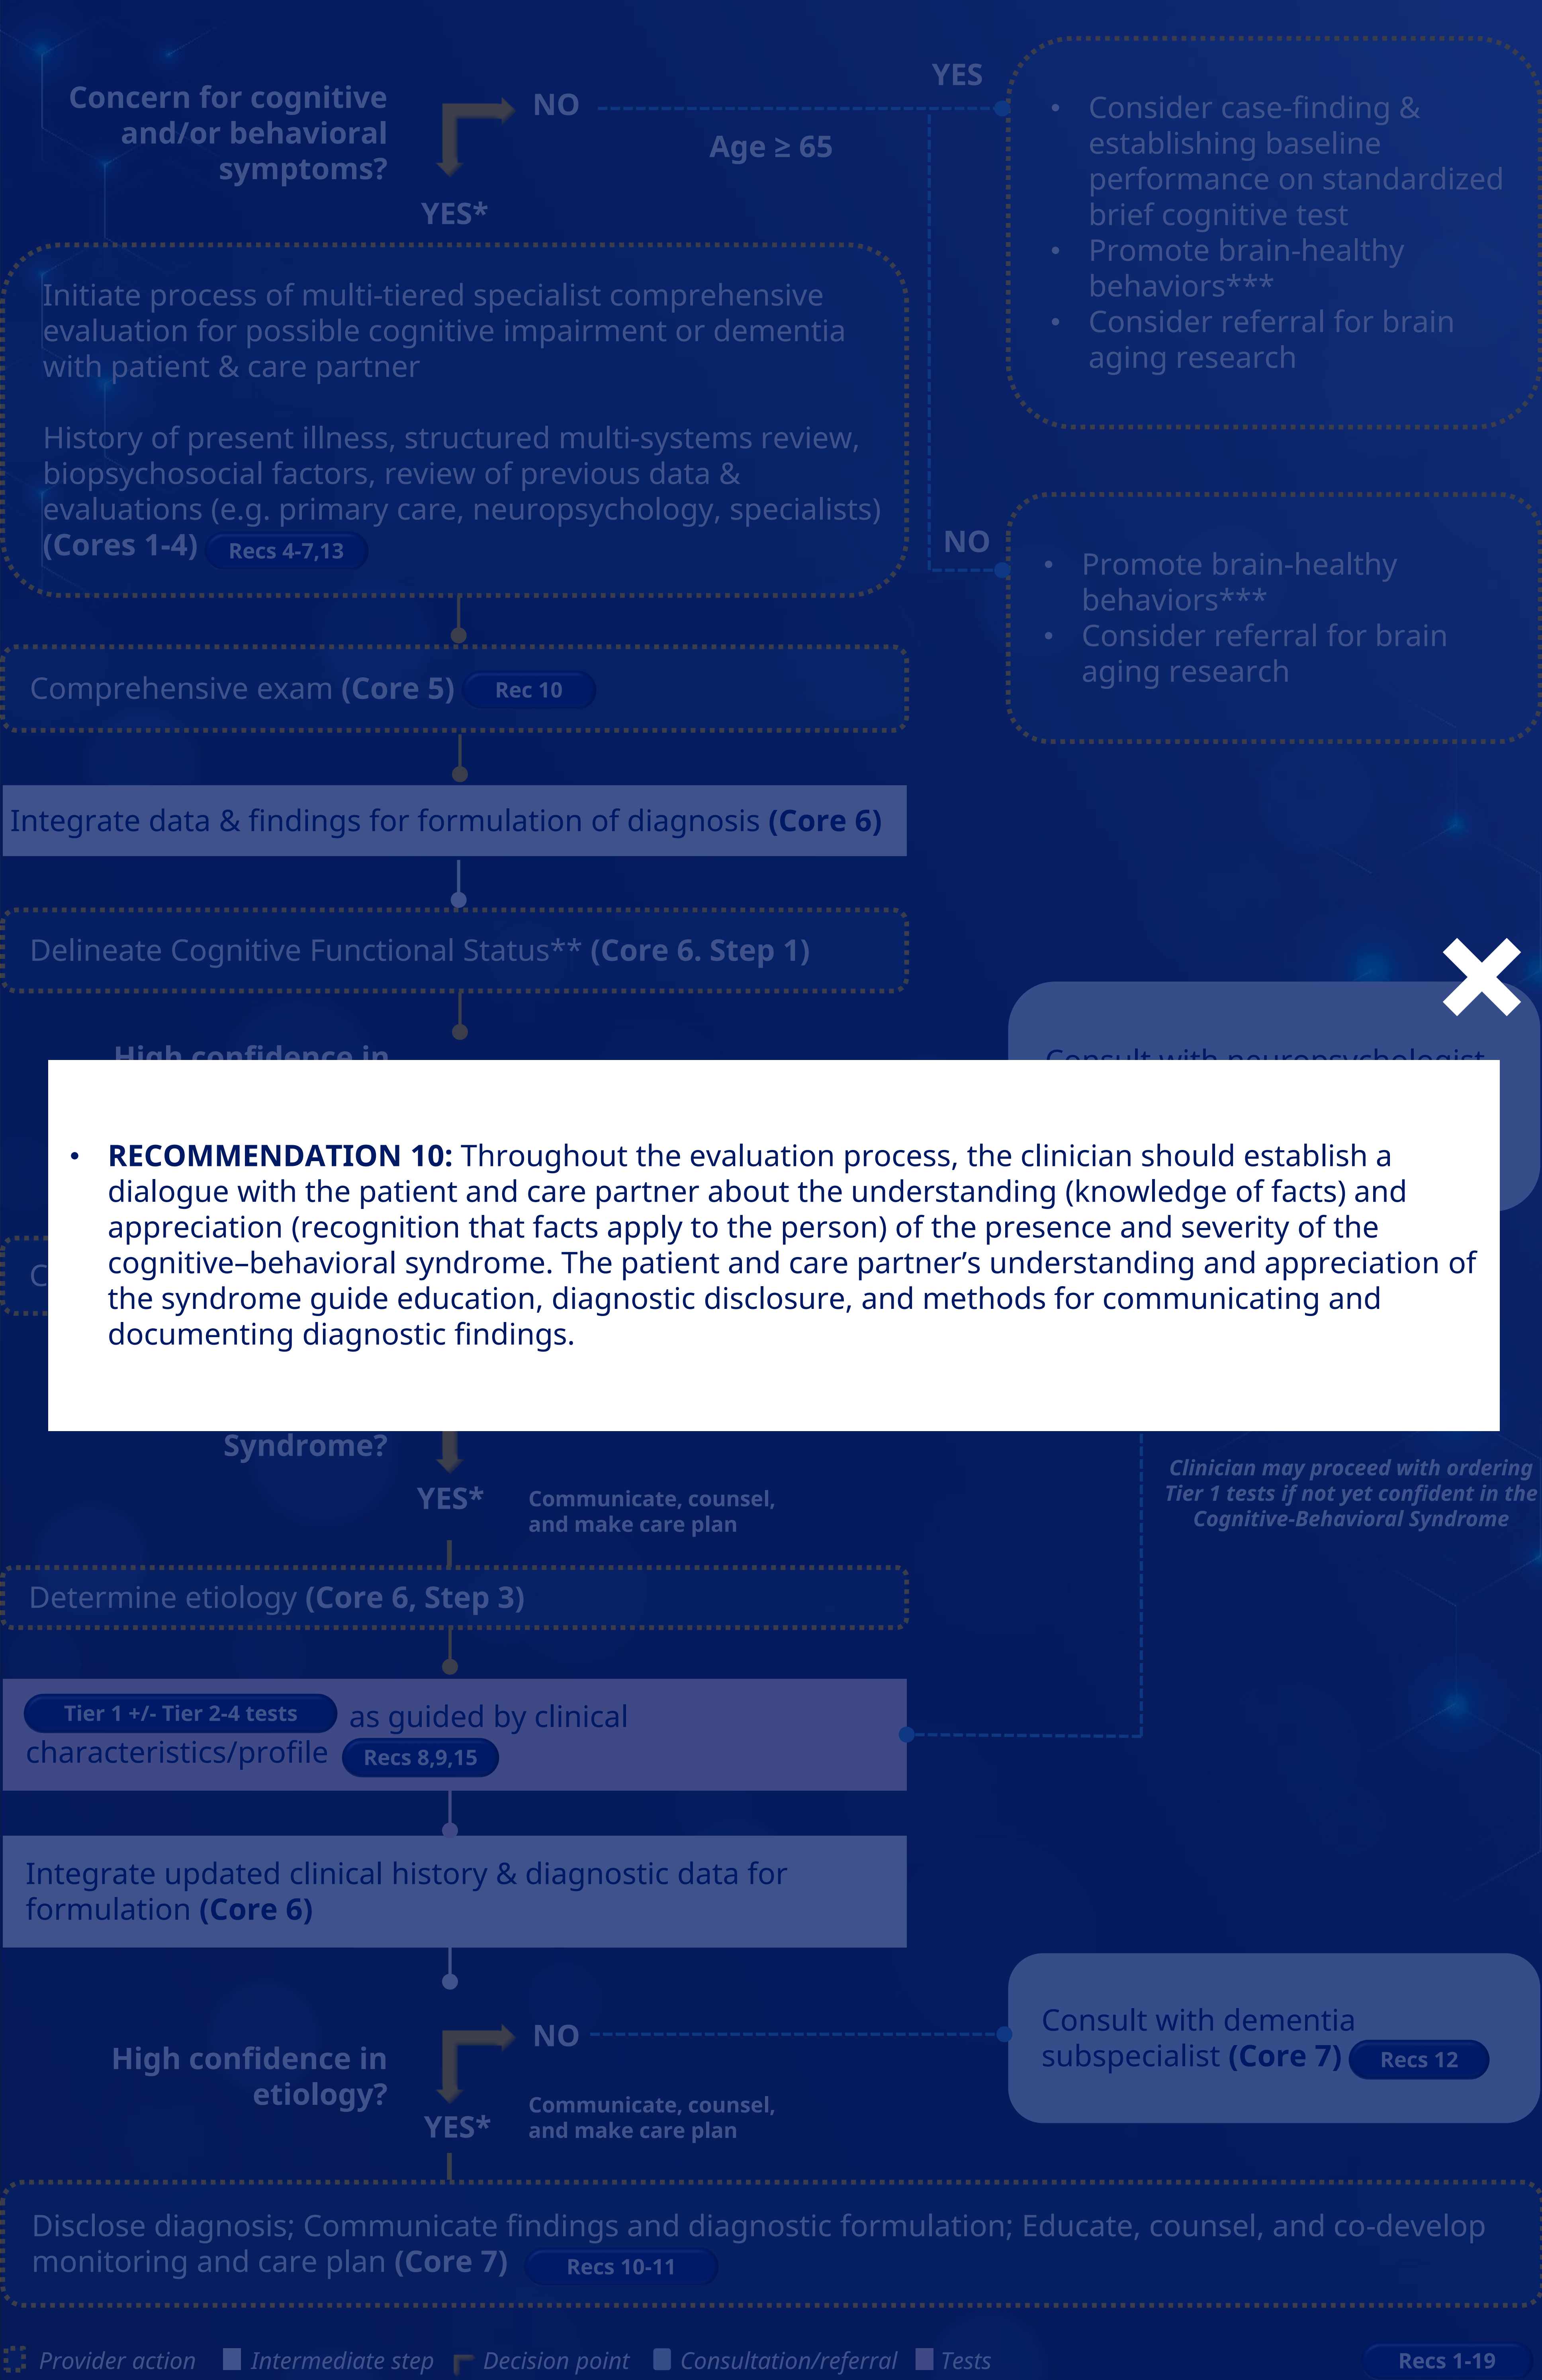 Concern for cognitive
and/or behavioral
symptoms?
NO
YES
Age ≥ 65
YES*
• Consider case-finding &
establishing baseline
performance on standardized
brief cognitive test
• Promote brain-healthy
behaviors***
• Consider referral for brain
aging research
Initiate process of multi-tiered specialist comprehensive
evaluation for possible cognitive impairment or dementia
with patient & care partner
History of present illness, structured multi-systems review,
biopsychosocial factors, review of previous data &
evaluations (e.g. primary care, neuropsychology, specialists)
(Cores 1-4) Recs 4-7,13
NO
• Promote brain-healthy
behaviors***
• Consider referral for brain
aging research
Comprehensive exam (Core 5) Rec 10
Integrate data & findings for formulation of diagnosis (Core 6)
Delineate Cognitive Functional Status** (Core 6. Step 1)
High confidence in
Consult with neuropsychologist
• RECOMMENDATION 10: Throughout the evaluation process, the clinician should establish a
dialogue with the patient and care partner about the understanding (knowledge of facts) and
appreciation (recognition that facts apply to the person) of the presence and severity of the
cognitive–behavioral syndrome. The patient and care partner’s understanding and appreciation of
the syndrome guide education, diagnostic disclosure, and methods for communicating and
documenting diagnostic findings.
Syndrome?
YES*
Communicate, counsel,
and make care plan
Clinician may proceed with ordering
Tier 1 tests if not yet confident in the
Cognitive-Behavioral Syndrome
Determine etiology (Core 6, Step 3)
Tier 1 +/- Tier 2-4 tests as guided by clinical
characteristics/profile Recs 8,9,15
Integrate updated clinical history & diagnostic data for
formulation (Core 6)
High confidence in
etiology?
NO
YES*
Communicate, counsel,
and make care plan
Consult with dementia
subspecialist (Core 7) Recs 12
Disclose diagnosis; Communicate findings and diagnostic formulation; Educate, counsel, and co-develop
monitoring and care plan (Core 7) Recs 10-11
Provider action
Intermediate step
Decision point
Consultation/referral
Tests
Recs 1-19